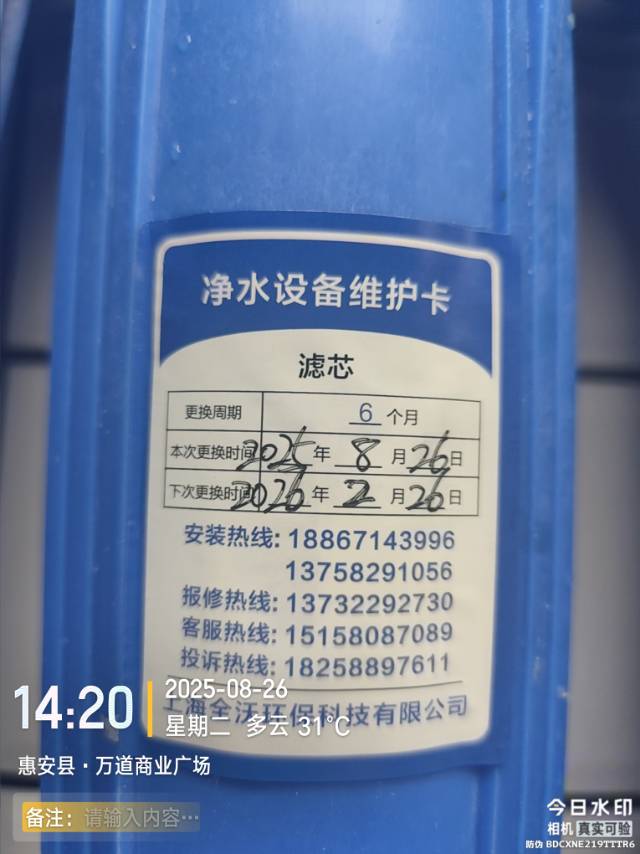 净水设备维护卡
滤芯
更换周期 6 个月
本次更换时间 2025 年 8 月 26 日
下次更换时间 2026 年 2 月 26 日
安装热线: 18867143996
13758291056
报修热线: 13732292730
客服热线: 15158087089
投诉热线: 18258897611
上海全沃环保科技有限公司
14:20
2025-08-26
星期二 多云 31℃
惠安县·万道商业广场
备注: 请输入内容…
今日水印
相机 真实可验
防伪 BDCXNE219TTTR6